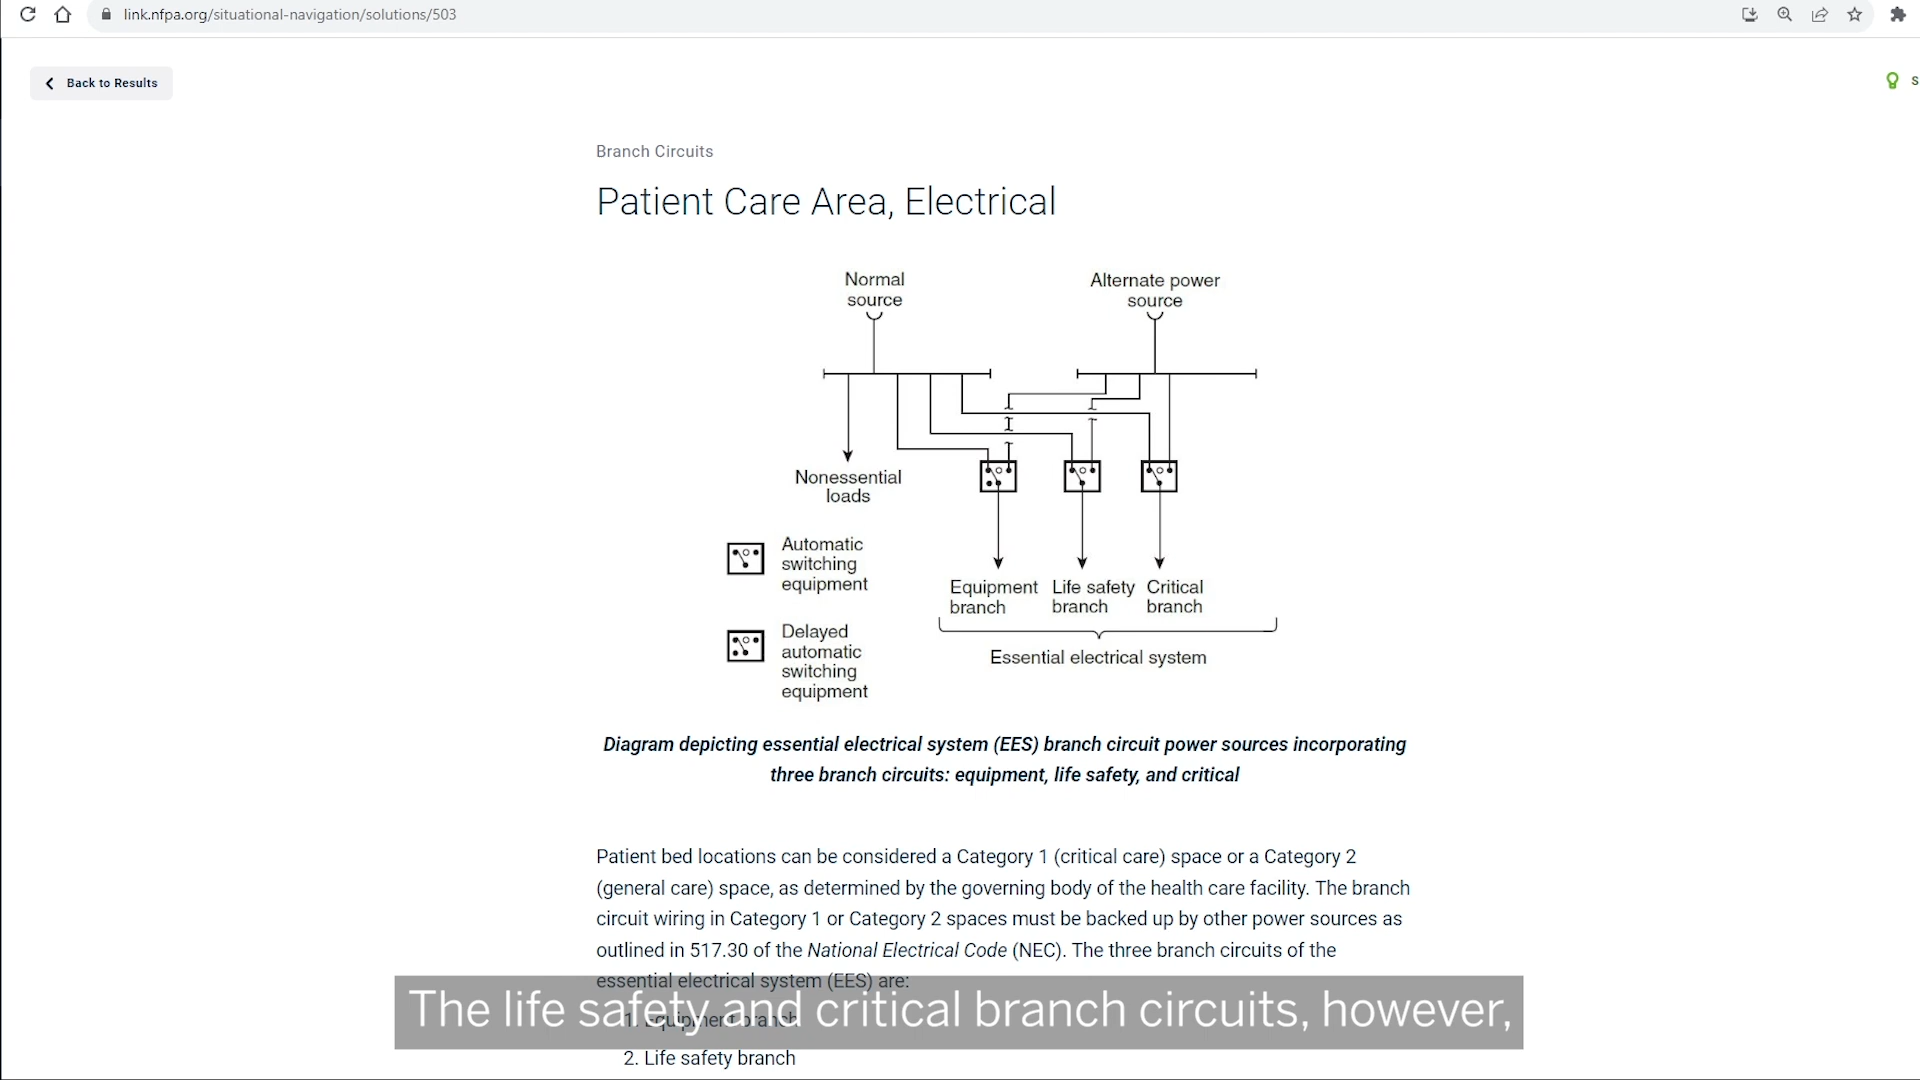 link.nfpa.org/situational-navigation/solutions/503
Back to Results
S
Branch Circuits
Patient Care Area, Electrical
Normal
source
Alternate power
source
Nonessential
loads
Automatic
switching
equipment
Equipment
branch
Life safety
branch
Critical
branch
Delayed
automatic
switching
equipment
Essential electrical system
Diagram depicting essential electrical system (EES) branch circuit power sources incorporating
three branch circuits: equipment, life safety, and critical
Patient bed locations can be considered a Category 1 (critical care) space or a Category 2
(general care) space, as determined by the governing body of the health care facility. The branch
circuit wiring in Category 1 or Category 2 spaces must be backed up by other power sources as
outlined in 517.30 of the National Electrical Code (NEC). The three branch circuits of the
essential electrical system (EES) are:
The life safety and critical branch circuits, however,
1. Equipment branch
2. Life safety branch